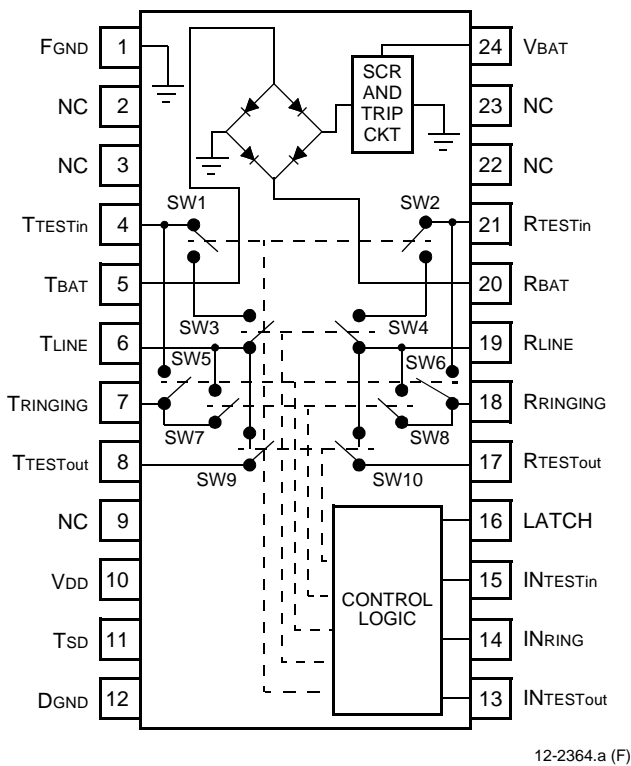 FGND 1
NC 2
NC 3
TTESTin 4
TBAT 5
TLINE 6
TRINGING 7
TTESTout 8
NC 9
VDD 10
TSD 11
DGND 12
24 VBAT
23 NC
22 NC
21 RTESTin
20 RBAT
19 RLINE
18 RRINGING
17 RTESTout
16 LATCH
15 INTESTin
14 INRING
13 INTESTout
SCR
AND
TRIP
CKT
SW1
SW2
SW3
SW4
SW5
SW6
SW7
SW8
SW9
SW10
CONTROL
LOGIC
12-2364.a (F)